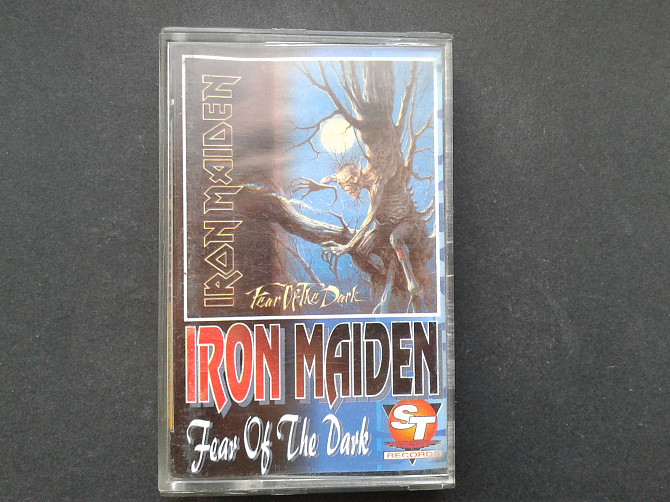 IRON MAIDEN
Fear Of The Dark
IRON MAIDEN
Fear Of The Dark
ST
RECORDS